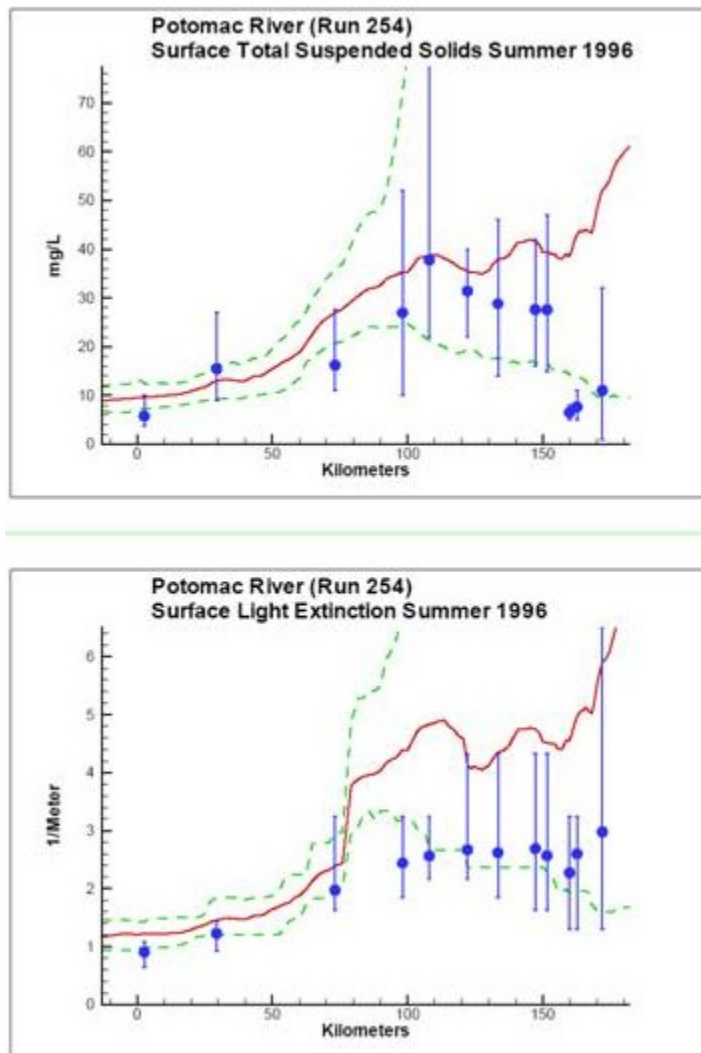 Potomac River (Run 254)
Surface Total Suspended Solids Summer 1996
70
60
50
40
30
20
10
0
mg/L
0 50 100 150
Kilometers
Potomac River (Run 254)
Surface Light Extinction Summer 1996
6
5
4
3
2
1
0
1/Meter
0 50 100 150
Kilometers